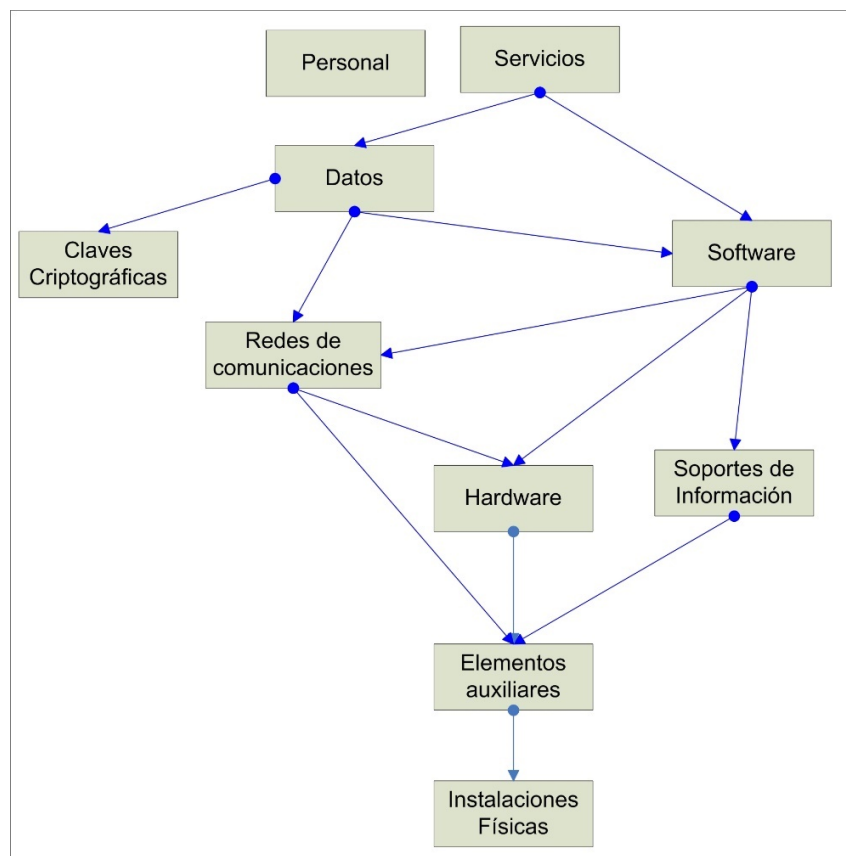 Personal
Servicios
Datos
Claves
Criptográficas
Software
Redes de
comunicaciones
Hardware
Soportes de
Información
Elementos
auxiliares
Instalaciones
Físicas